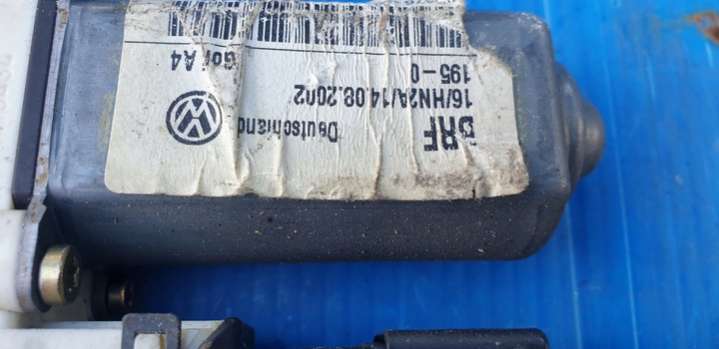 BRF Deutschland
16/HN2A/14.08.2002
195-0 Golf A4